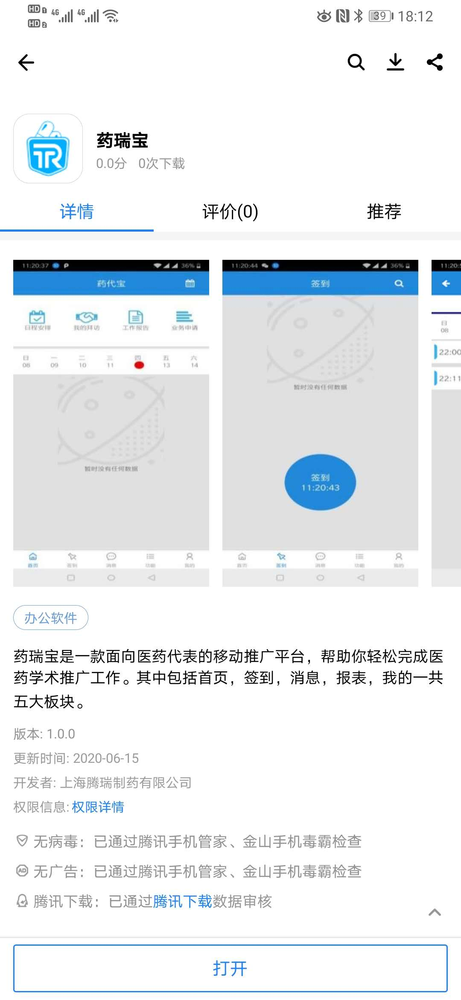 HD 1 4G 4G
HD 2
39 18:12
TR
药瑞宝
0.0分 0次下载
详情 评价(0) 推荐
11:20:37 P 36%
药代宝
日程安排 我的拜访 工作报告 业务申请
日 一 二 三 四 五 六
08 09 10 11 13 14
暂时没有任何数据
首页 签到 消息 功能 我的
11:20:44 36%
签到
暂时没有任何数据
签到
11:20:43
首页 签到 消息 功能 我的
11:20:
日
08
22:00
22:11
办公软件
药瑞宝是一款面向医药代表的移动推广平台，帮助你轻松完成医
药学术推广工作。其中包括首页，签到，消息，报表，我的一共
五大板块。
版本: 1.0.0
更新时间: 2020-06-15
开发者: 上海腾瑞制药有限公司
权限信息: 权限详情
无病毒：已通过腾讯手机管家、金山手机毒霸检查
AD 无广告：已通过腾讯手机管家、金山手机毒霸检查
腾讯下载：已通过腾讯下载数据审核
打开